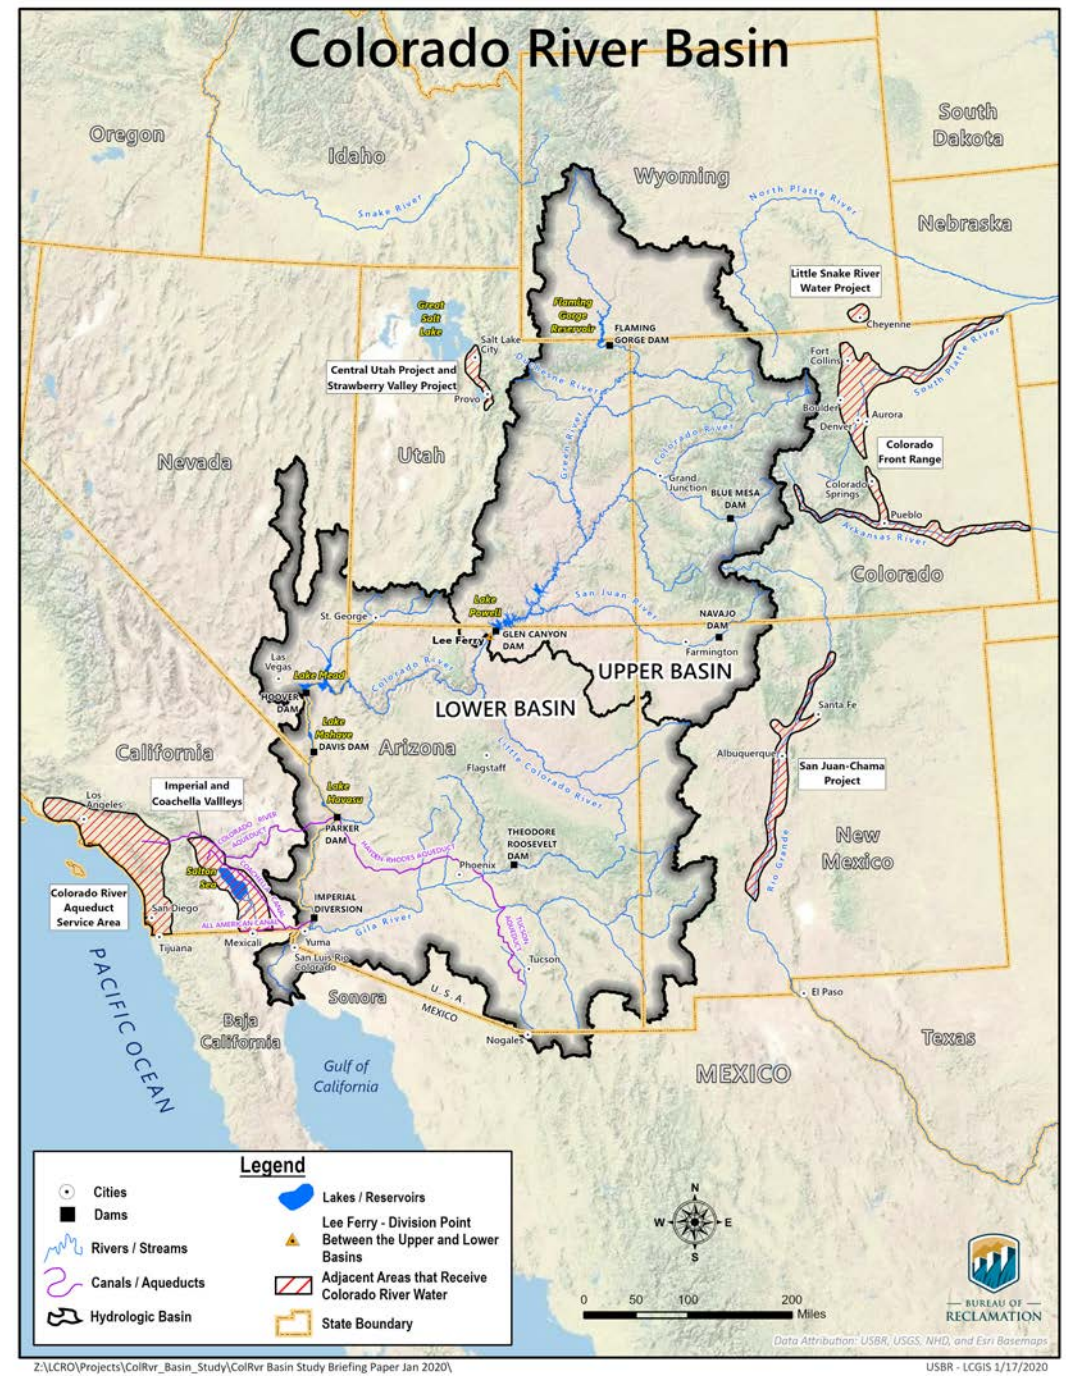 Colorado River Basin
Oregon
Idaho
Wyoming
South
Dakota
Nebraska
Snake River
North Platte River
Little Snake River
Water Project
Cheyenne
Great
Salt
Lake
Flaming
Gorge
Reservoir
FLAMING
GORGE DAM
Salt Lake
City
Central Utah Project and
Strawberry Valley Project
Provo
Duchesne River
Fort
Collins
South Platte River
Boulder
Denver
Aurora
Colorado
Front Range
Nevada
Utah
Green River
Colorado River
Grand
Junction
BLUE MESA
DAM
Colorado
Springs
Pueblo
Arkansas River
Colorado
St. George
Lake
Powell
San Juan River
NAVAJO
DAM
Lee Ferry
GLEN CANYON
DAM
Farmington
UPPER BASIN
LOWER BASIN
Las
Vegas
Lake Mead
Colorado River
HOOVER
DAM
Lake
Mohave
DAVIS DAM
Arizona
Flagstaff
Little Colorado River
Santa Fe
Albuquerque
San Juan-Chama
Project
Rio Grande
New
Mexico
California
Imperial and
Coachella Vallleys
Los
Angeles
Lake
Havasu
COLORADO RIVER
AQUEDUCT
PARKER
DAM
HAYDEN-RHODES AQUEDUCT
THEODORE
ROOSEVELT
DAM
Phoenix
Salton
Sea
COACHELLA CANAL
Colorado River
Aqueduct
Service Area
San Diego
ALL AMERICAN CANAL
IMPERIAL
DIVERSION
Gila River
TUCSON
AQUEDUCT
Tijuana
Mexicali
Yuma
San Luis Rio
Colorado
Tucson
PACIFIC OCEAN
Sonora
Baja
California
U.S.A.
MEXICO
Nogales
El Paso
Gulf of
California
MEXICO
Texas
Legend
Cities
Dams
Rivers / Streams
Canals / Aqueducts
Hydrologic Basin
Lakes / Reservoirs
Lee Ferry - Division Point
Between the Upper and Lower
Basins
Adjacent Areas that Receive
Colorado River Water
State Boundary
N
W E
S
0 50 100 200
Miles
BUREAU OF
RECLAMATION
Data Attribution: USBR, USGS, NHD, and Esri Basemaps
Z:\LCRO\Projects\ColRvr_Basin_Study\ColRvr Basin Study Briefing Paper Jan 2020\
USBR - LCGIS 1/17/2020